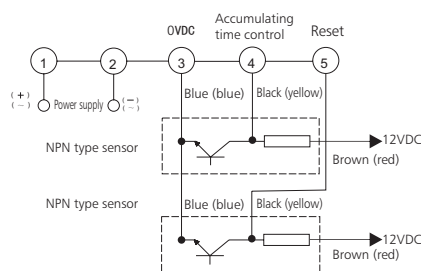 0VDC
Accumulating
time control
Reset
1
2
3
4
5
(+)
(~)
Power supply
(−)
(~)
Blue (blue)
Black (yellow)
NPN type sensor
12VDC
Brown (red)
NPN type sensor
Blue (blue)
Black (yellow)
12VDC
Brown (red)